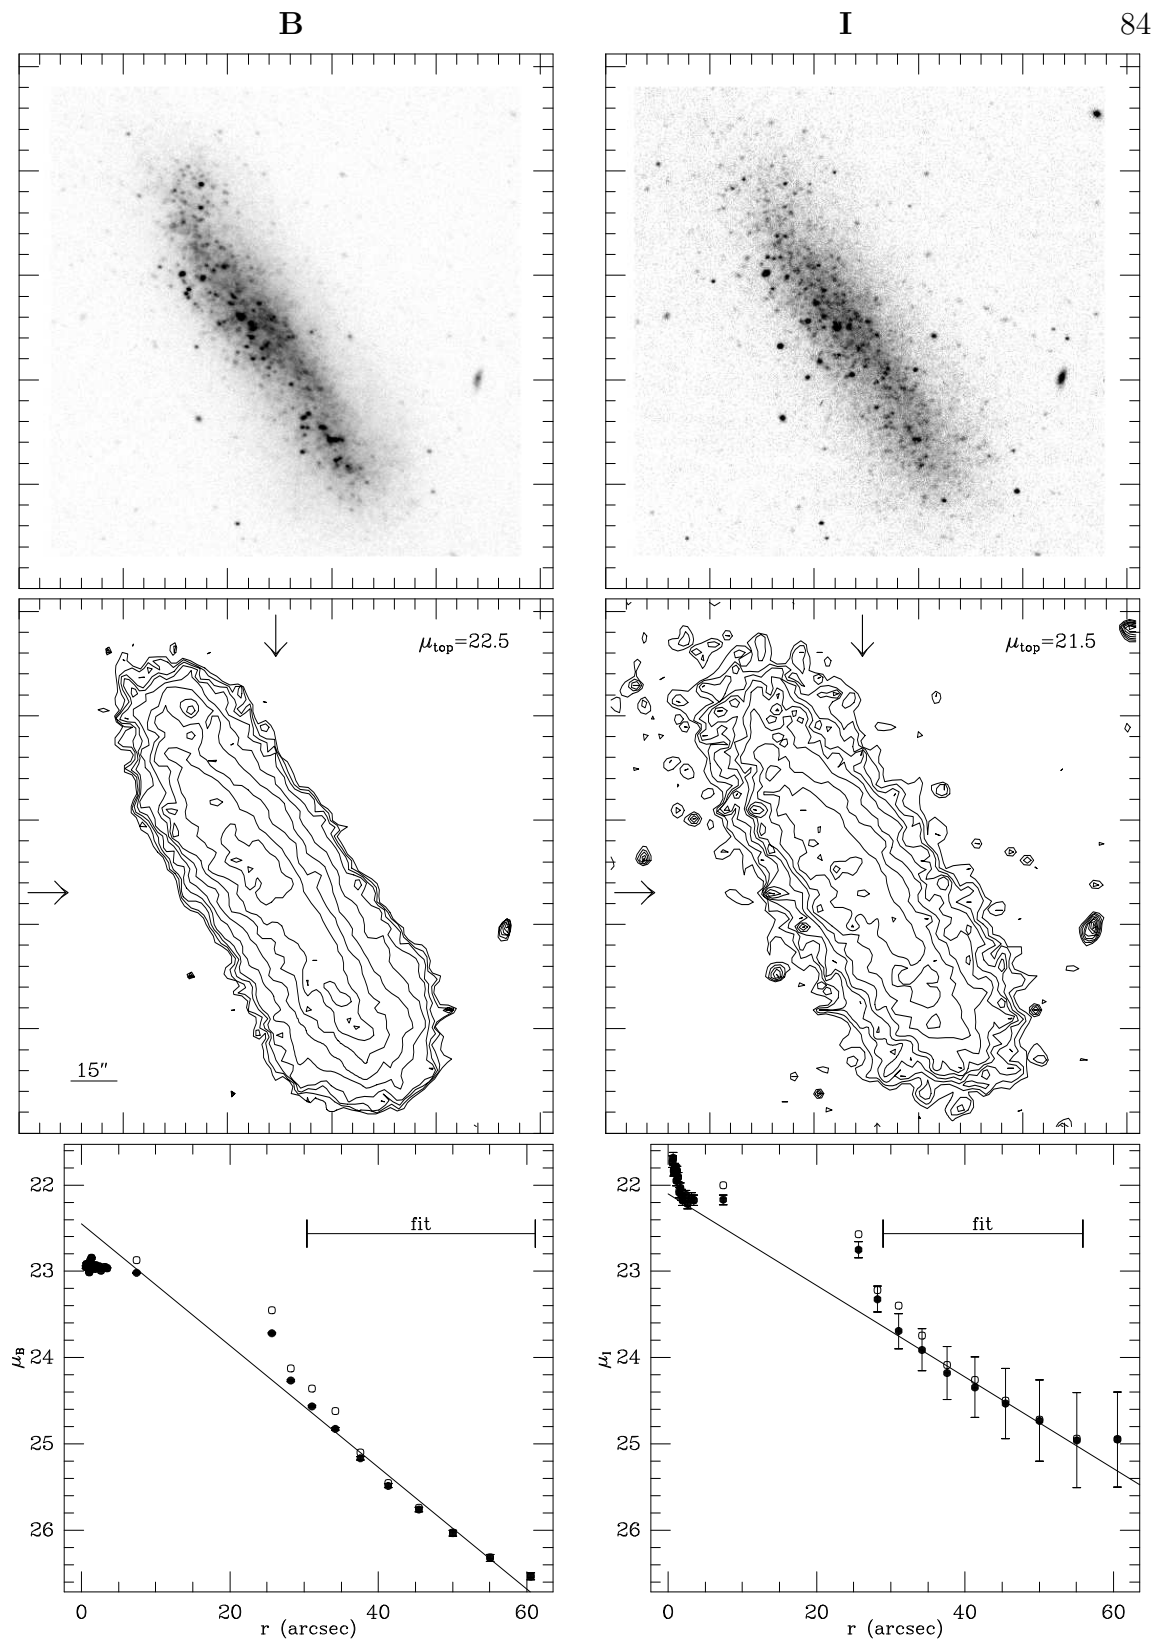 B I 84
μtop=22.5 μtop=21.5
15″
22 22
fit fit
23 23
24 24
μB μI
25 25
26 26
0 20 40 60 0 20 40 60
r (arcsec) r (arcsec)